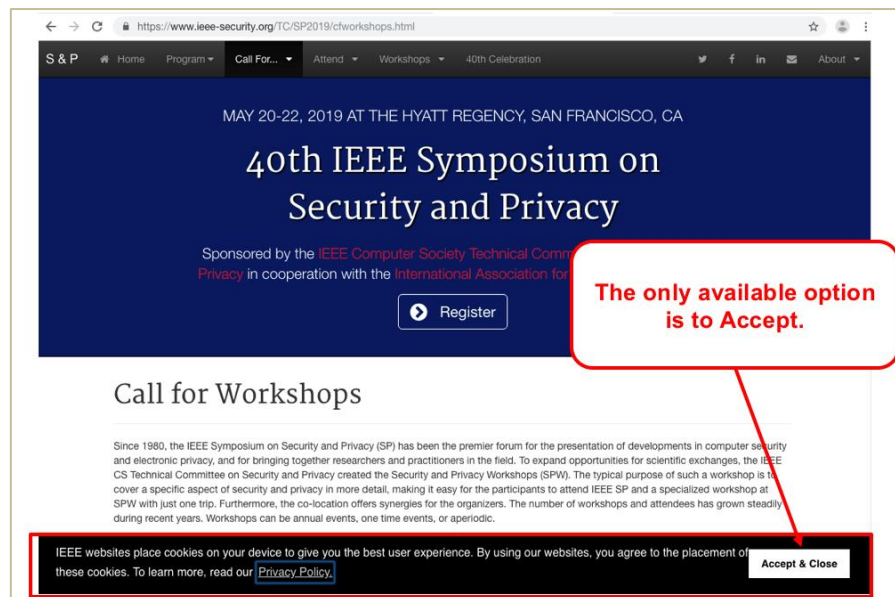 https://www.ieee-security.org/TC/SP2019/cfworkshops.html
S & P Home Program Call For... Attend Workshops 40th Celebration About
MAY 20-22, 2019 AT THE HYATT REGENCY, SAN FRANCISCO, CA
40th IEEE Symposium on
Security and Privacy
Sponsored by the IEEE Computer Society Technical Comm
Privacy in cooperation with the International Association for
Register
The only available option
is to Accept.
Call for Workshops
Since 1980, the IEEE Symposium on Security and Privacy (SP) has been the premier forum for the presentation of developments in computer security
and electronic privacy, and for bringing together researchers and practitioners in the field. To expand opportunities for scientific exchanges, the IEEE
CS Technical Committee on Security and Privacy created the Security and Privacy Workshops (SPW). The typical purpose of such a workshop is to
cover a specific aspect of security and privacy in more detail, making it easy for the participants to attend IEEE SP and a specialized workshop at
SPW with just one trip. Furthermore, the co-location offers synergies for the organizers. The number of workshops and attendees has grown steadily
during recent years. Workshops can be annual events, one time events, or aperiodic.
IEEE websites place cookies on your device to give you the best user experience. By using our websites, you agree to the placement of
these cookies. To learn more, read our Privacy Policy.
Accept & Close